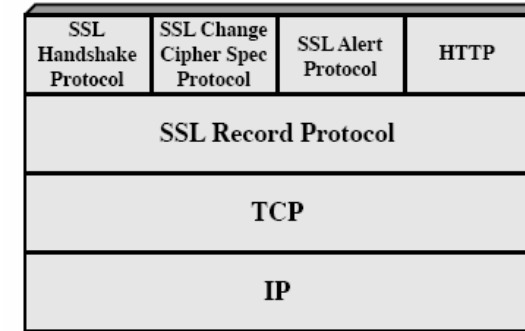 SSL
Handshake
Protocol
SSL Change
Cipher Spec
Protocol
SSL Alert
Protocol
HTTP
SSL Record Protocol
TCP
IP